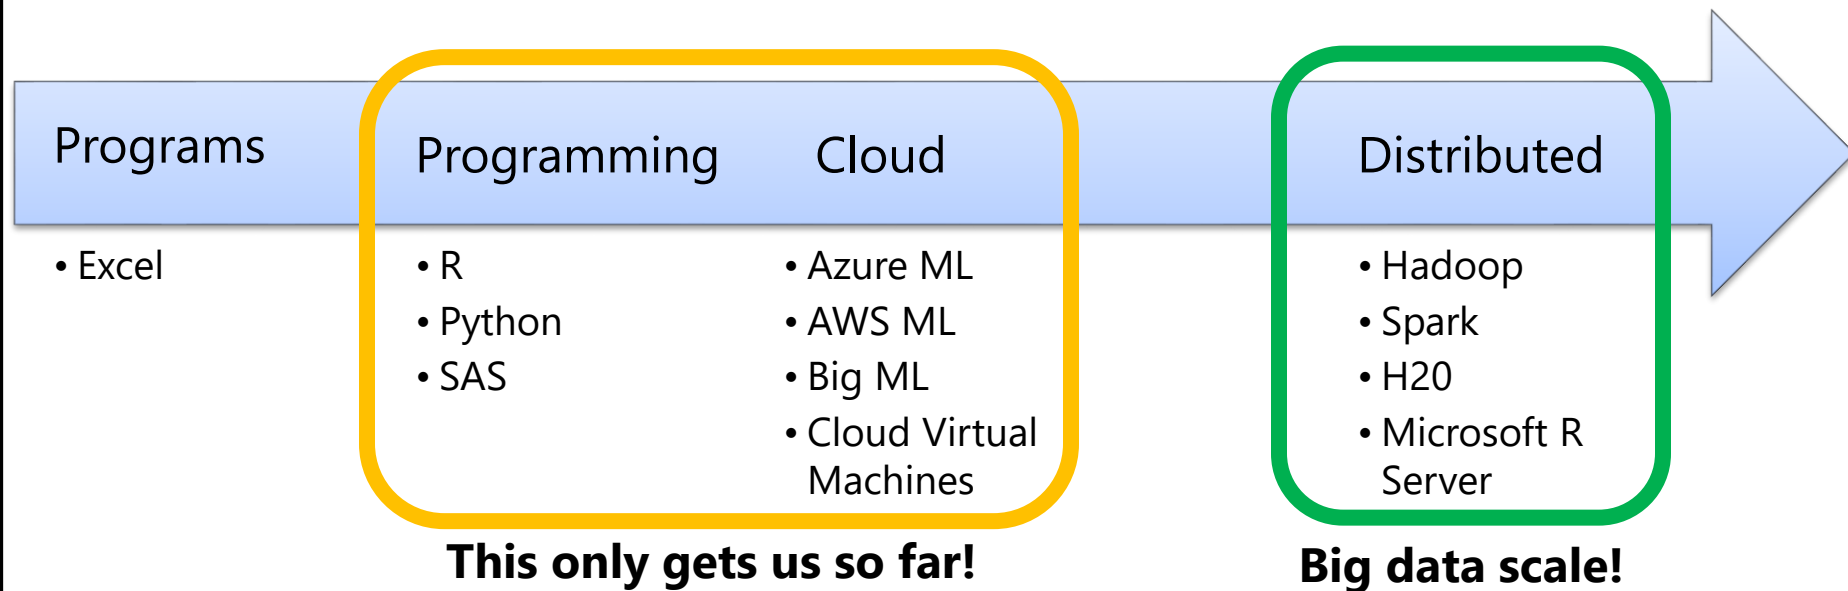 Programs
• Excel
Programming
• R
• Python
• SAS
Cloud
• Azure ML
• AWS ML
• Big ML
• Cloud Virtual
Machines
This only gets us so far!
Distributed
• Hadoop
• Spark
• H20
• Microsoft R
Server
Big data scale!